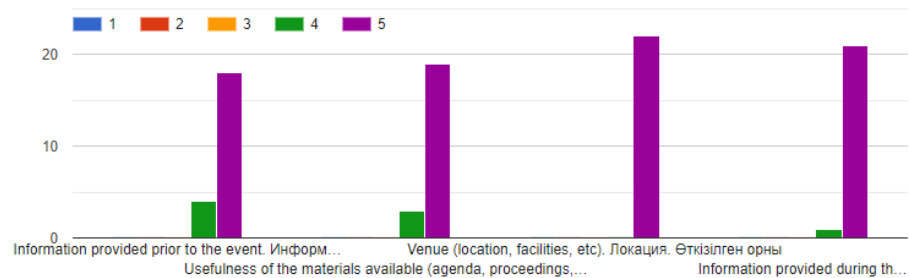 1 2 3 4 5
20
10
0
Information provided prior to the event. Информ…
Venue (location, facilities, etc). Локация. Өткізілген орны
Usefulness of the materials available (agenda, proceedings,…
Information provided during th…